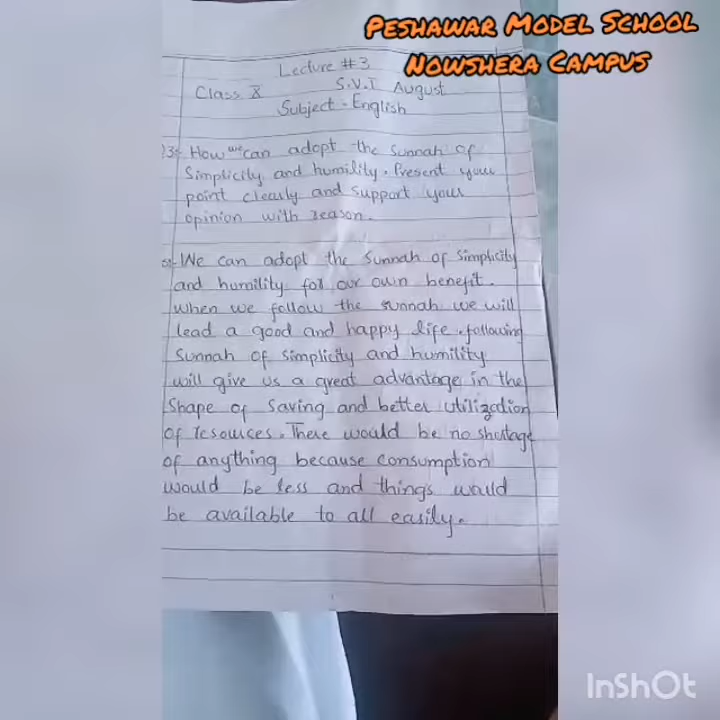 PESHAWAR MODEL SCHOOL
NOWSHERA CAMPUS
Lecture #3
Class X S.V.I August
Subject - English
Q3:- How we can adopt the Sunnah of
Simplicity and humility. Present your
point clearly and support your
opinion with reason.
We can adopt the Sunnah of simplicity
and humility for our own benefit.
When we follow the sunnah we will
lead a good and happy life. following
Sunnah of simplicity and humility
will give us a great advantage in the
Shape of Saving and better utilization
of resources. There would be no shortage
of anything because consumption
would be less and things would
be available to all easily.
InShOt